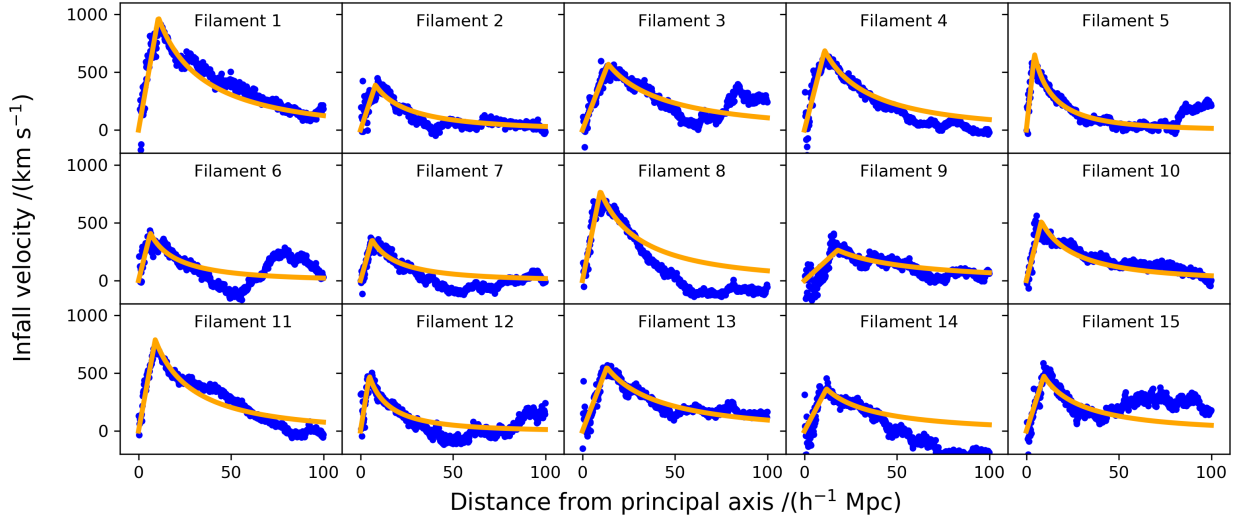 Filament 1
Filament 2
Filament 3
Filament 4
Filament 5
1000
500
0
Filament 6
Filament 7
Filament 8
Filament 9
Filament 10
1000
500
0
Filament 11
Filament 12
Filament 13
Filament 14
Filament 15
1000
500
0
0 50 100 0 50 100 0 50 100 0 50 100 0 50 100
Infall velocity /(km s⁻¹)
Distance from principal axis /(h⁻¹ Mpc)